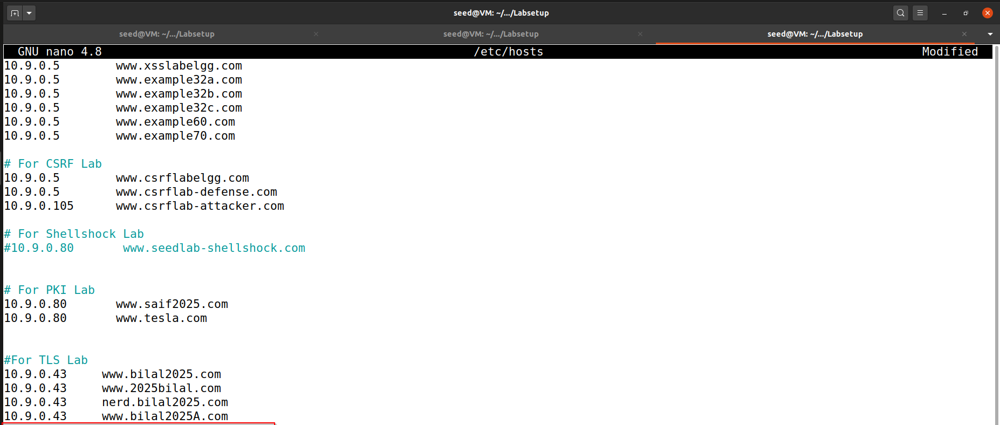 seed@VM: ~/.../Labsetup
seed@VM: ~/.../Labsetup seed@VM: ~/.../Labsetup seed@VM: ~/.../Labsetup
GNU nano 4.8 /etc/hosts Modified
10.9.0.5 www.xsslabelgg.com
10.9.0.5 www.example32a.com
10.9.0.5 www.example32b.com
10.9.0.5 www.example32c.com
10.9.0.5 www.example60.com
10.9.0.5 www.example70.com
# For CSRF Lab
10.9.0.5 www.csrflabelgg.com
10.9.0.5 www.csrflab-defense.com
10.9.0.105 www.csrflab-attacker.com
# For Shellshock Lab
#10.9.0.80 www.seedlab-shellshock.com
# For PKI Lab
10.9.0.80 www.saif2025.com
10.9.0.80 www.tesla.com
#For TLS Lab
10.9.0.43 www.bilal2025.com
10.9.0.43 www.2025bilal.com
10.9.0.43 nerd.bilal2025.com
10.9.0.43 www.bilal2025A.com